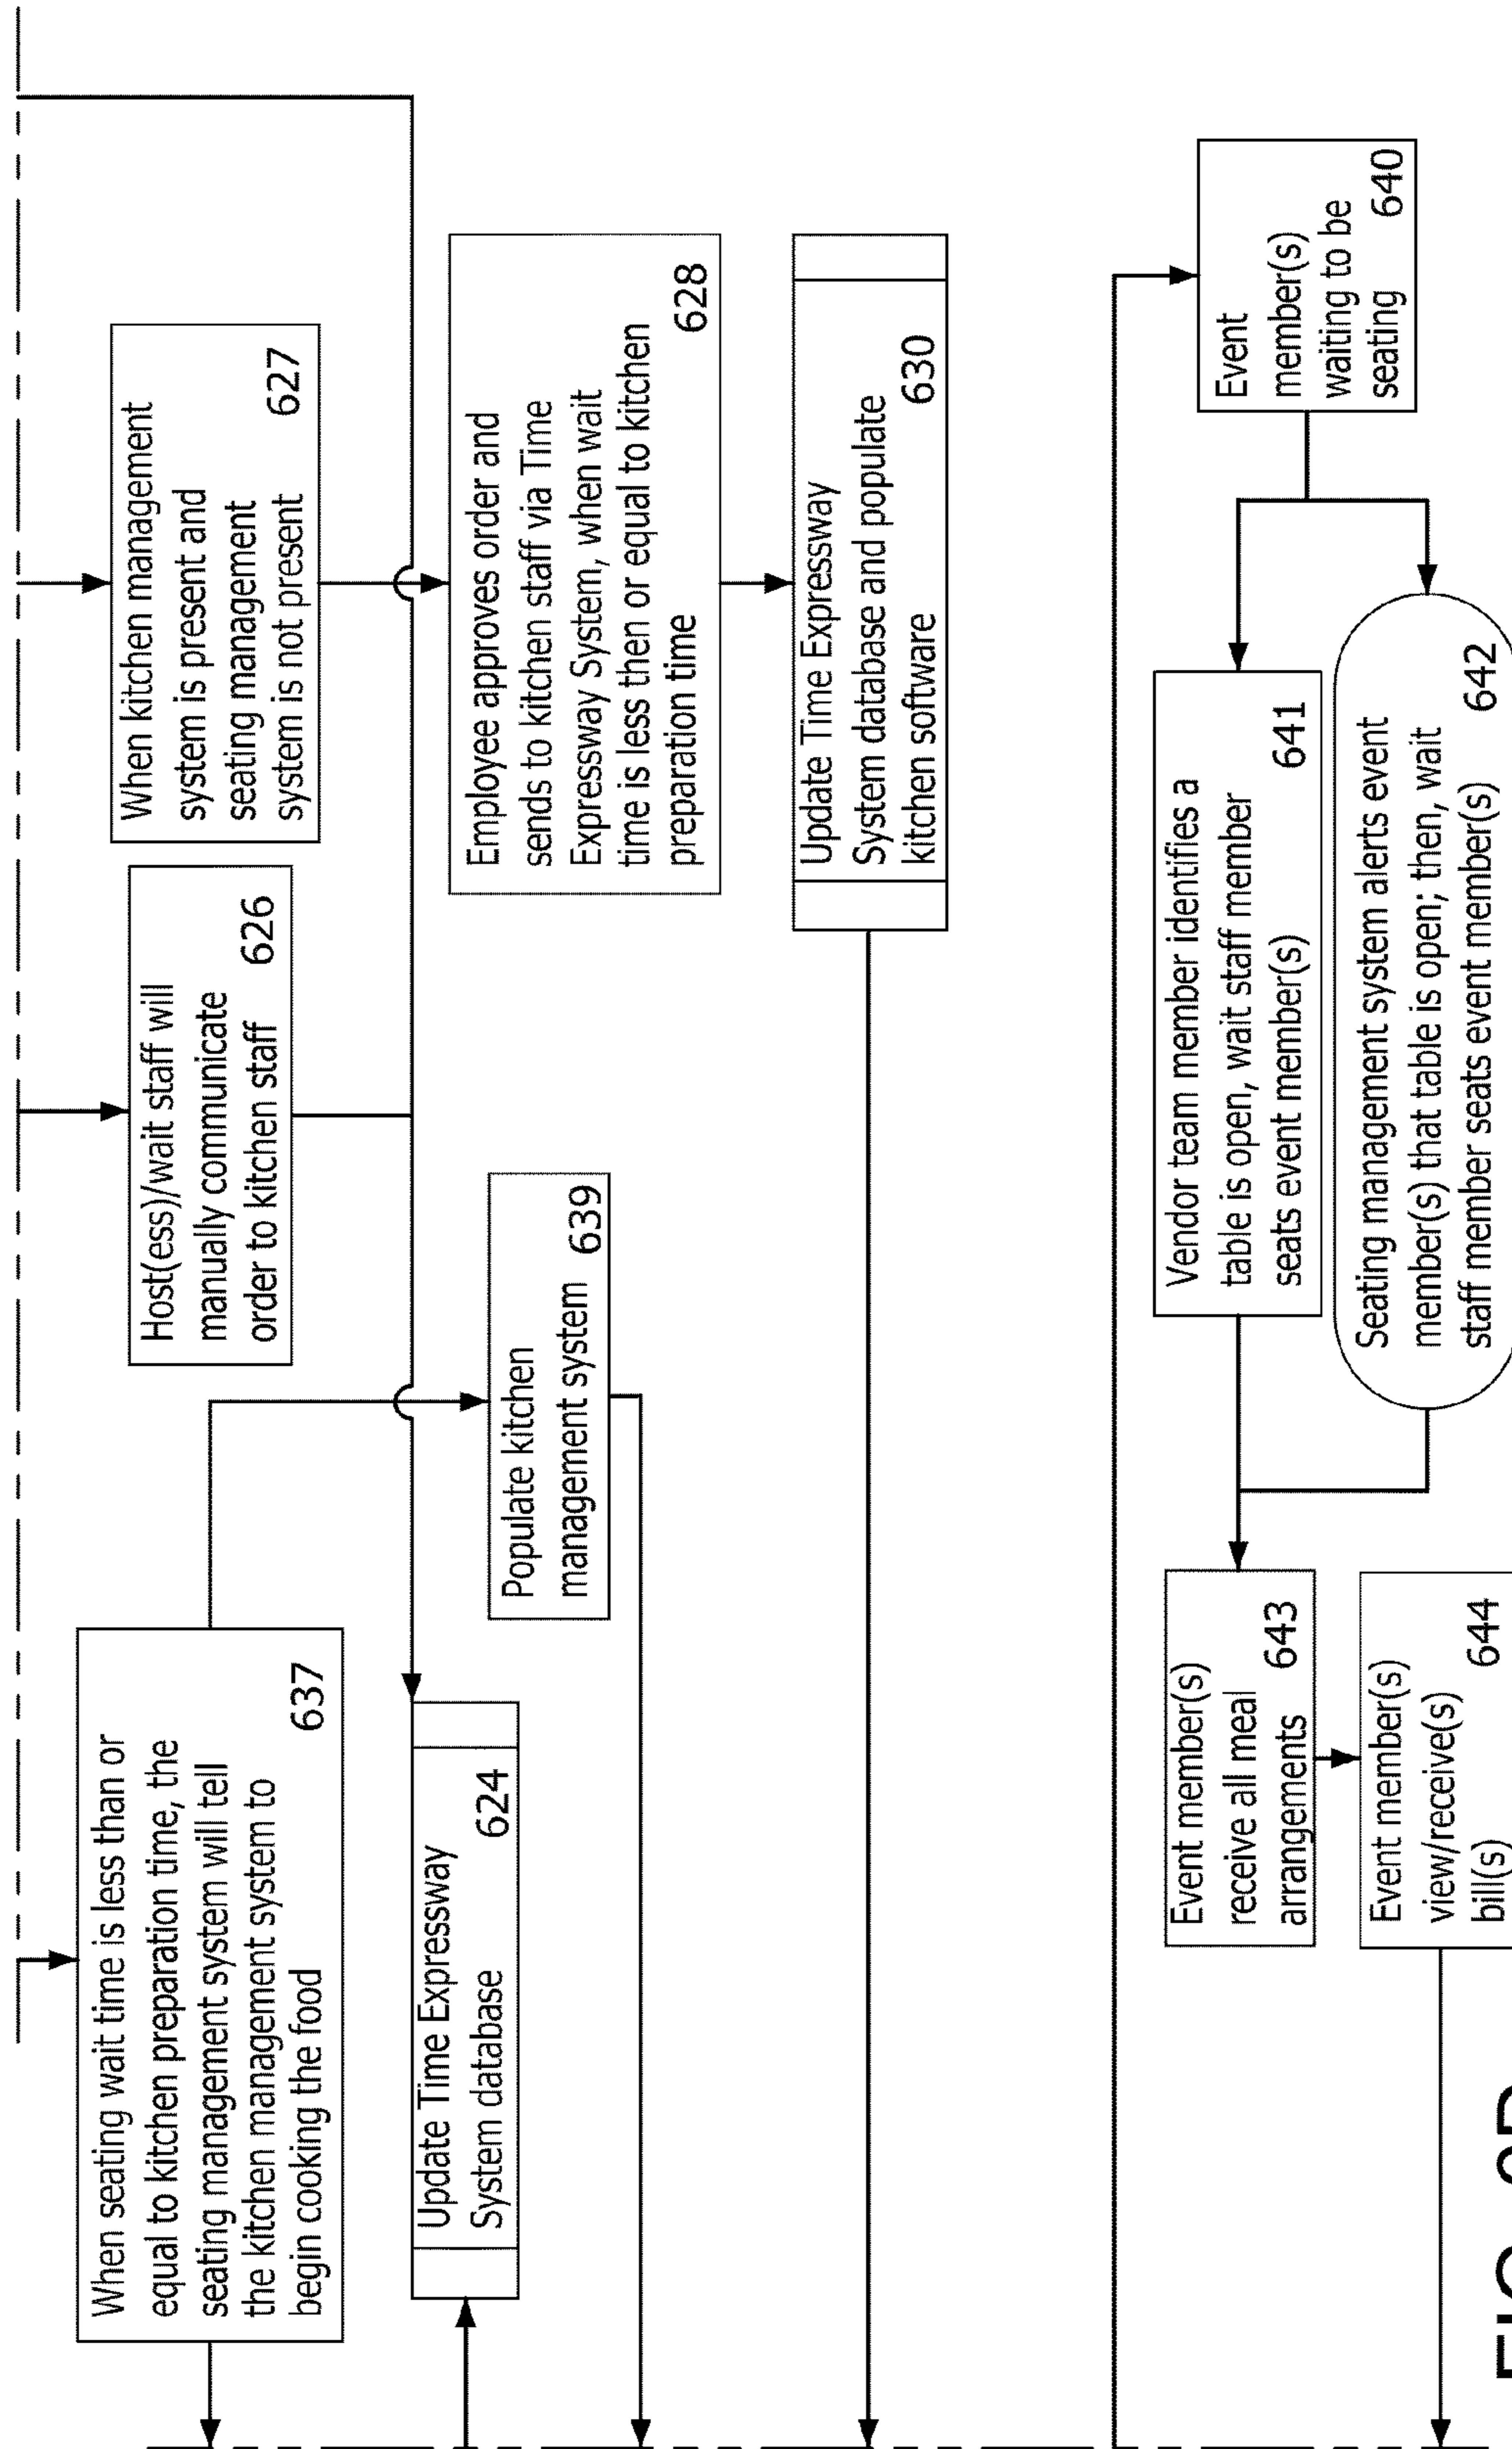 When seating wait time is less than or
equal to kitchen preparation time, the
seating management system will tell
the kitchen management system to
begin cooking the food 637
Host(ess)/wait staff will
manually communicate
order to kitchen staff 626
When kitchen management
system is present and
seating management 627
system is not present
Update Time Expressway
System database 624
Populate kitchen
management system 639
Employee approves order and
sends to kitchen staff via Time
Expressway System, when wait
time is less then or equal to kitchen
preparation time 628
Update Time Expressway
System database and populate
kitchen software 630
Event
member(s)
waiting to be
seating 640
Vendor team member identifies a
table is open, wait staff member
seats event member(s) 641
Seating management system alerts event
member(s) that table is open; then, wait
staff member seats event member(s) 642
Event member(s)
receive all meal
arrangements 643
Event member(s)
view/receive(s)
bill(s) 644